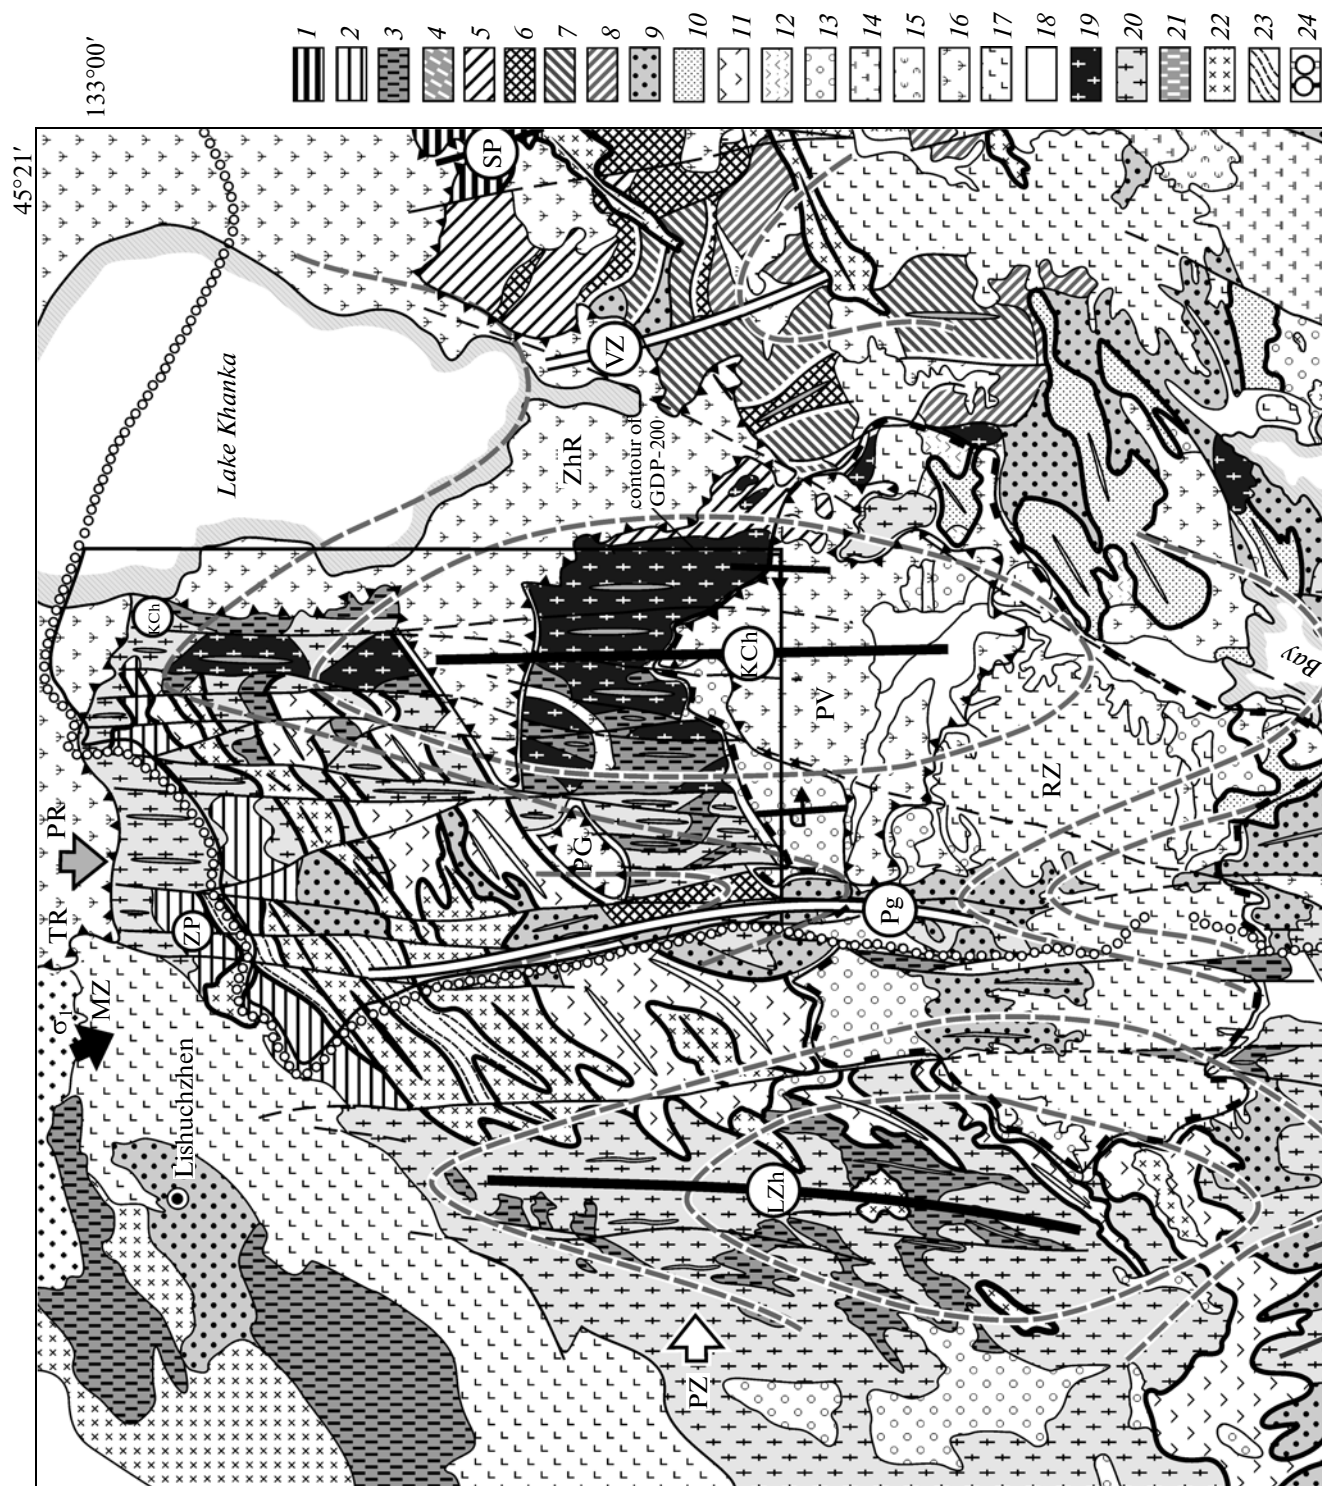 45°21′
133°00′
1
2
3
4
5
6
7
8
9
10
11
12
13
14
15
16
17
18
19
20
21
22
23
24
SP
Lake Khanka
VZ
ZhR
contour of
GDP-200
KCh
KCh
PV
RZ
Bay
PR
TR
PG
ZP
Pg
σ₁
MZ
Lishuchzhen
LZh
PZ